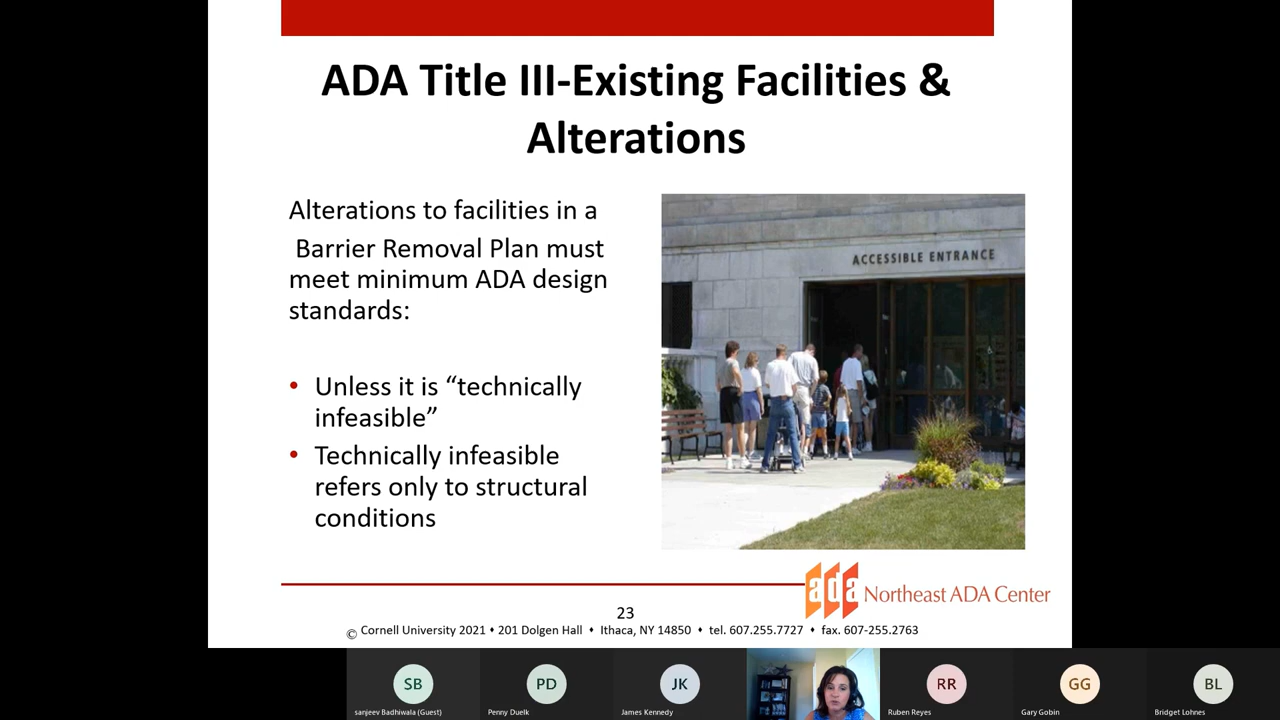 ADA Title III-Existing Facilities &
Alterations
Alterations to facilities in a
Barrier Removal Plan must
meet minimum ADA design
standards:
• Unless it is “technically
infeasible”
• Technically infeasible
refers only to structural
conditions
ACCESSIBLE ENTRANCE
ada Northeast ADA Center
23
© Cornell University 2021 • 201 Dolgen Hall • Ithaca, NY 14850 • tel. 607.255.7727 • fax. 607-255.2763
SB
PD
JK
RR
GG
BL
sanjeev Badhiwala (Guest)
Penny Duelk
James Kennedy
Ruben Reyes
Gary Gobin
Bridget Lohnes